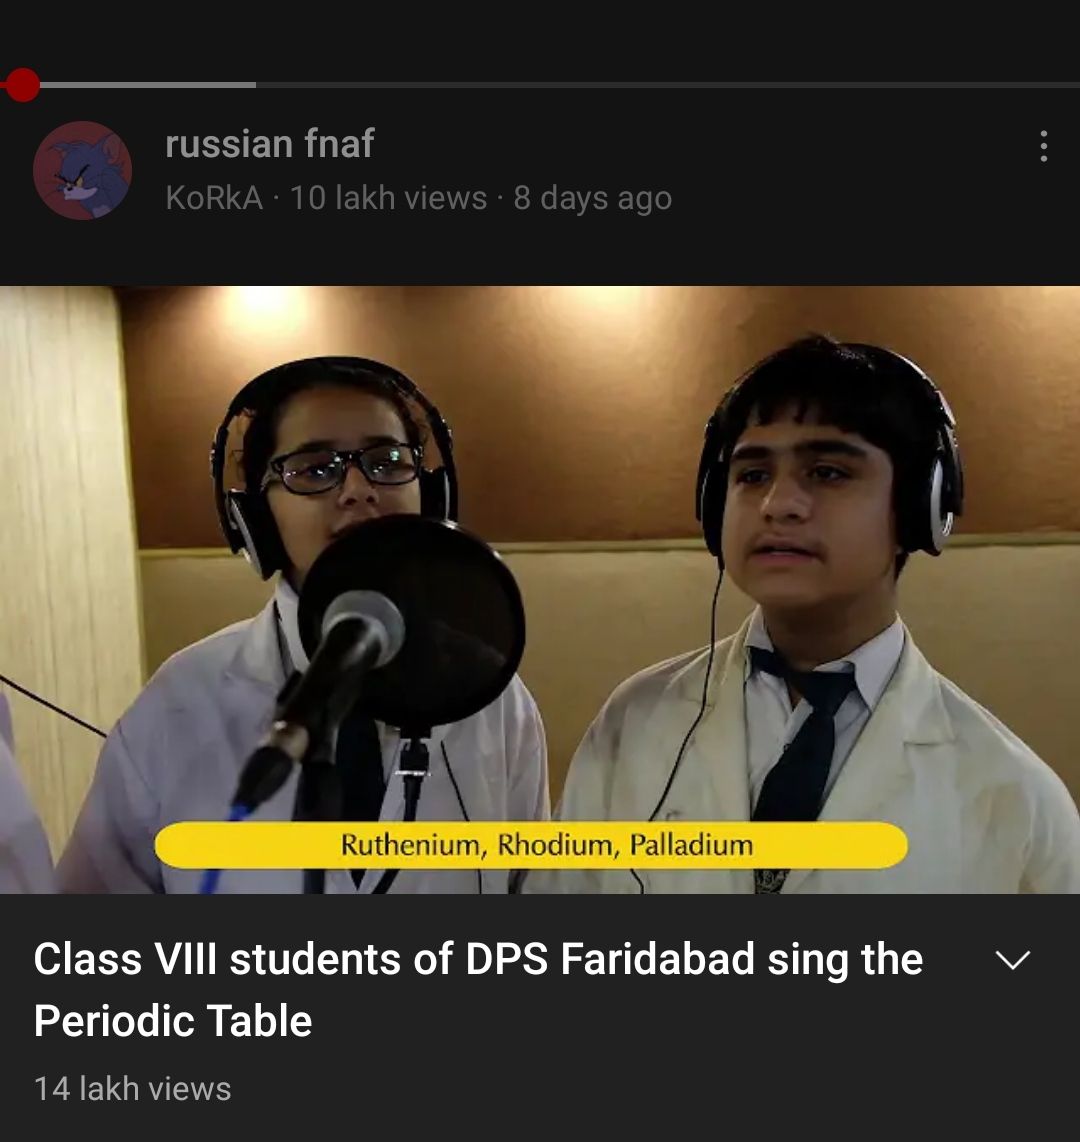 russian fnaf
KoRkA · 10 lakh views · 8 days ago
Ruthenium, Rhodium, Palladium
Class VIII students of DPS Faridabad sing the
Periodic Table
14 lakh views